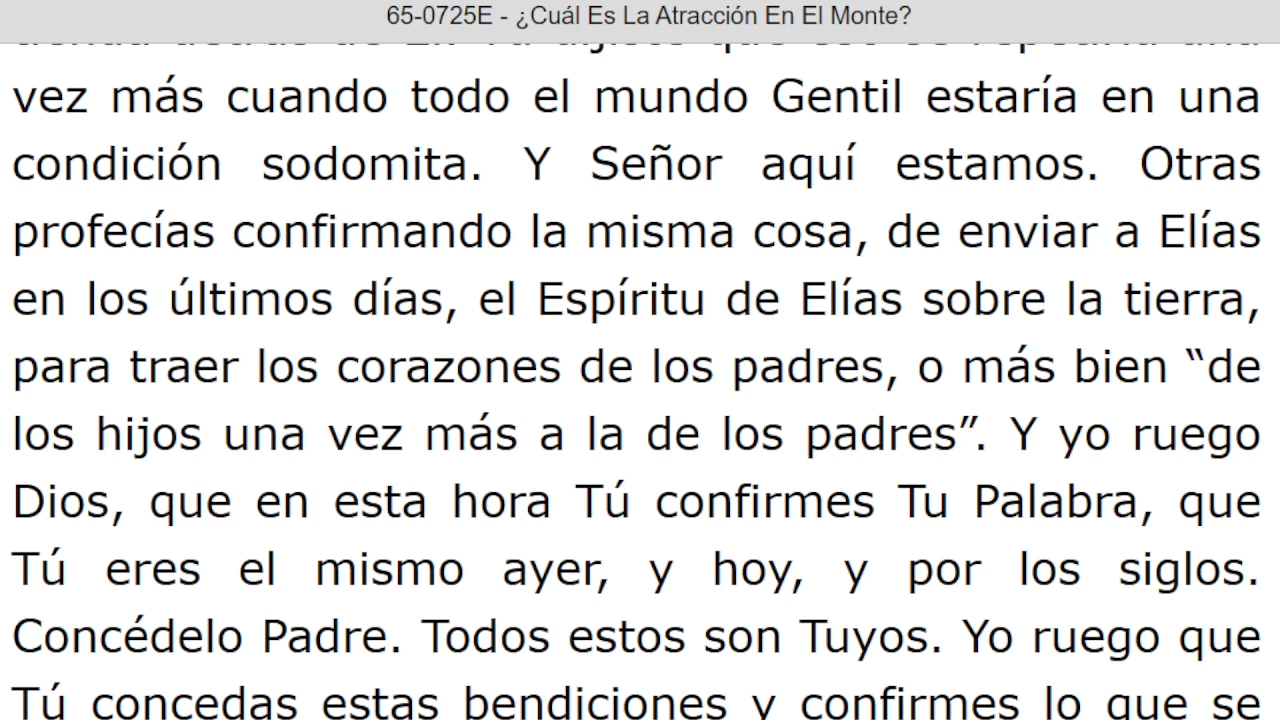 65-0725E - ¿Cuál Es La Atracción En El Monte?
vez más cuando todo el mundo Gentil estaría en una
condición sodomita. Y Señor aquí estamos. Otras
profecías confirmando la misma cosa, de enviar a Elías
en los últimos días, el Espíritu de Elías sobre la tierra,
para traer los corazones de los padres, o más bien “de
los hijos una vez más a la de los padres”. Y yo ruego
Dios, que en esta hora Tú confirmes Tu Palabra, que
Tú eres el mismo ayer, y hoy, y por los siglos.
Concédelo Padre. Todos estos son Tuyos. Yo ruego que
Tú concedas estas bendiciones y confirmes lo que se